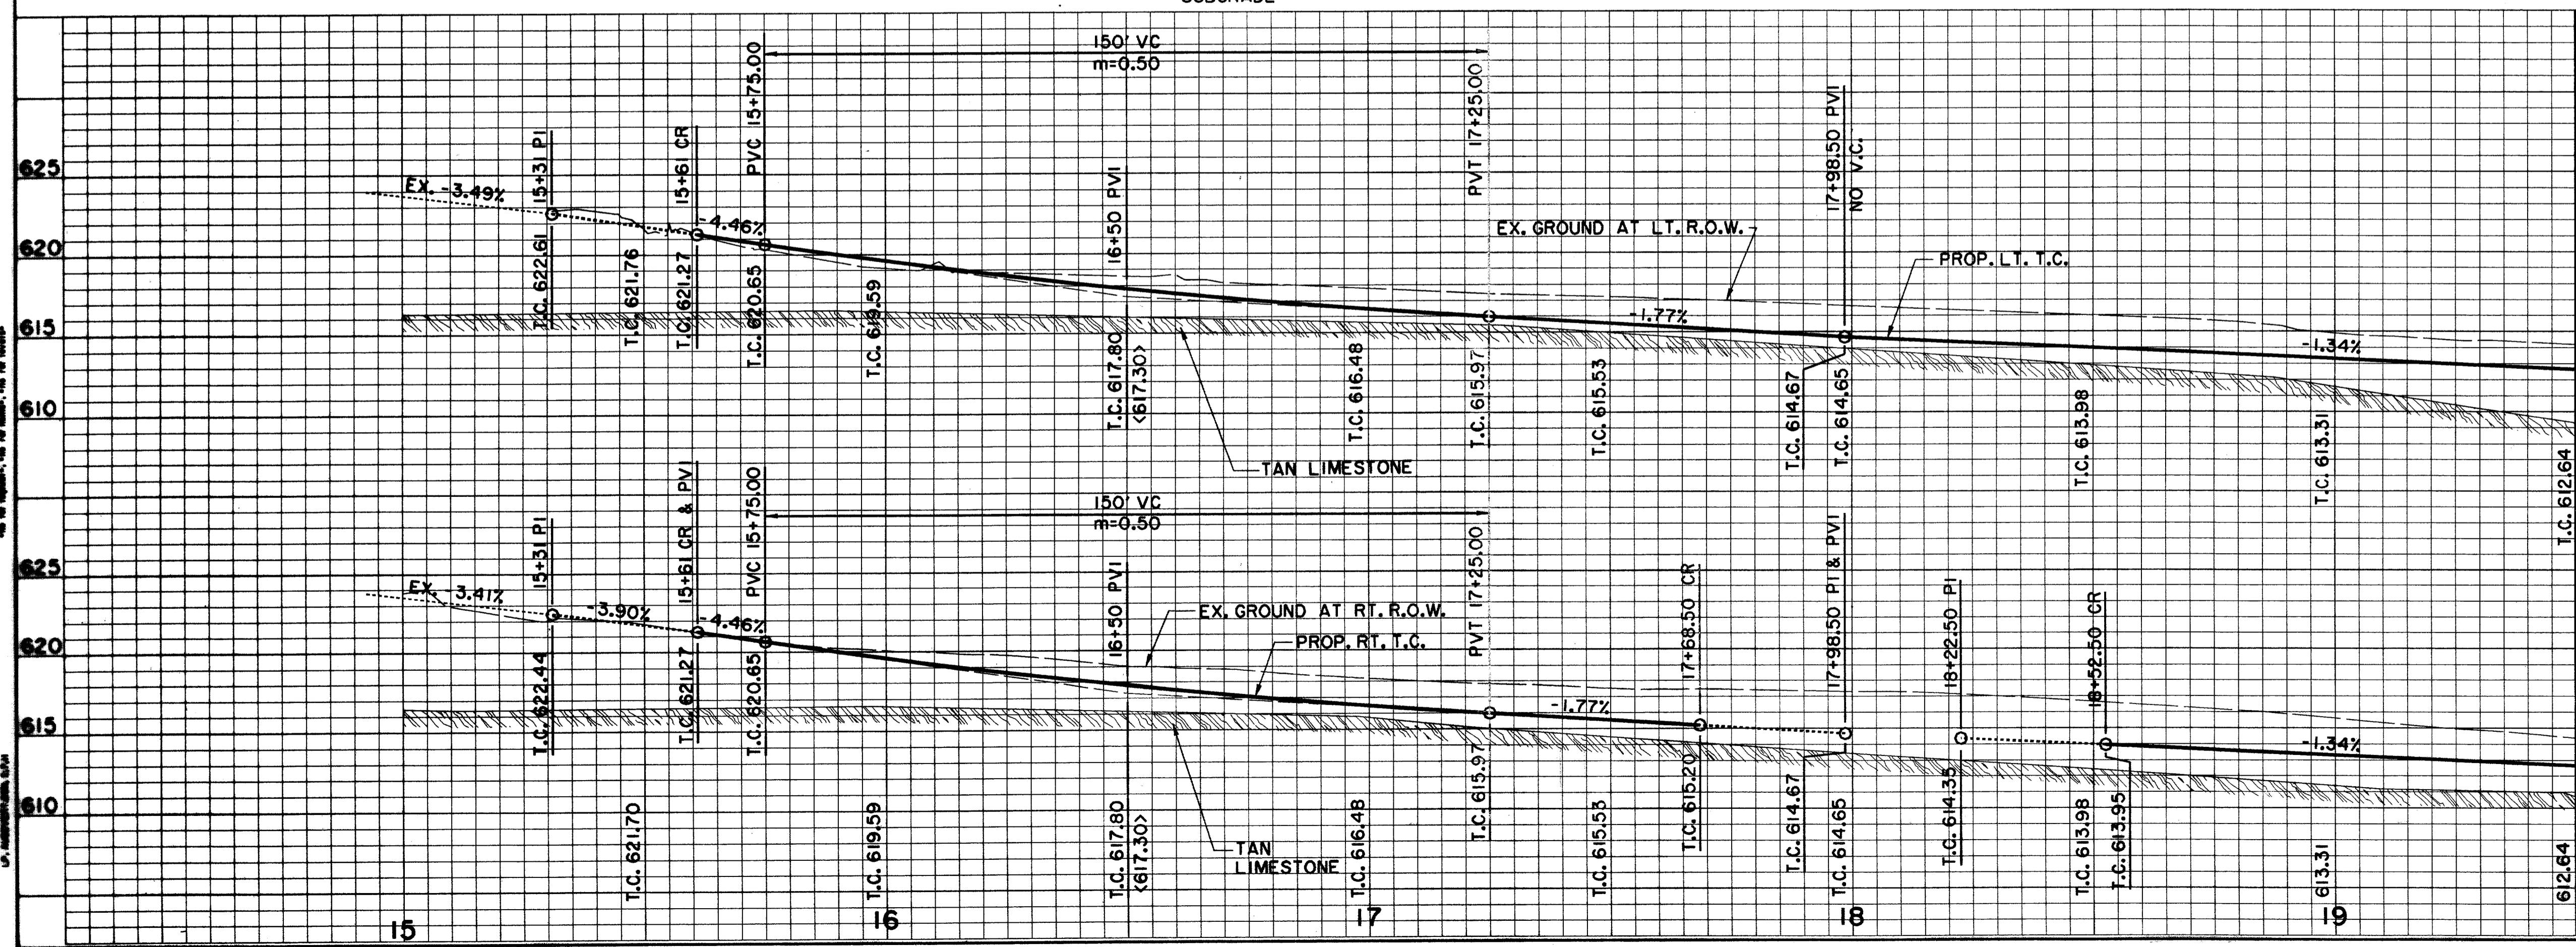 SUBGRADE
150' VC
m=0.50
PVC 15+75.00
PVT 17+25.00
17+98.50 PVI
NO V.C.
15+31 PI
15+61 CR
16+50 PVI
625
EX. -3.49%
-4.46%
EX. GROUND AT LT. R.O.W.
PROP. LT. T.C.
620
T.C. 622.61
T.C. 621.76
T.C. 621.27
T.C. 620.65
T.C. 619.59
-1.77%
-1.34%
615
T.C. 617.80
<617.30>
T.C. 616.48
T.C. 615.97
T.C. 615.53
T.C. 614.67
T.C. 614.65
T.C. 613.98
T.C. 613.31
T.C. 612.64
610
TAN LIMESTONE
150' VC
m=0.50
15+31 PI
15+61 CR & PVI
PVC 15+75.00
16+50 PVI
PVT 17+25.00
17+68.50 CR
17+98.50 PI & PVI
18+22.50 PI
18+52.50 CR
625
EX. -3.41%
-3.90%
-4.46%
EX. GROUND AT RT. R.O.W.
PROP. RT. T.C.
620
T.C. 622.44
T.C. 621.27
T.C. 620.65
-1.77%
-1.34%
615
T.C. 621.70
T.C. 619.59
T.C. 617.80
<617.30>
T.C. 616.48
T.C. 615.97
T.C. 615.53
T.C. 615.20
T.C. 614.67
T.C. 614.65
T.C. 614.35
T.C. 613.98
T.C. 613.95
613.31
612.64
610
TAN
LIMESTONE
15
16
17
18
19